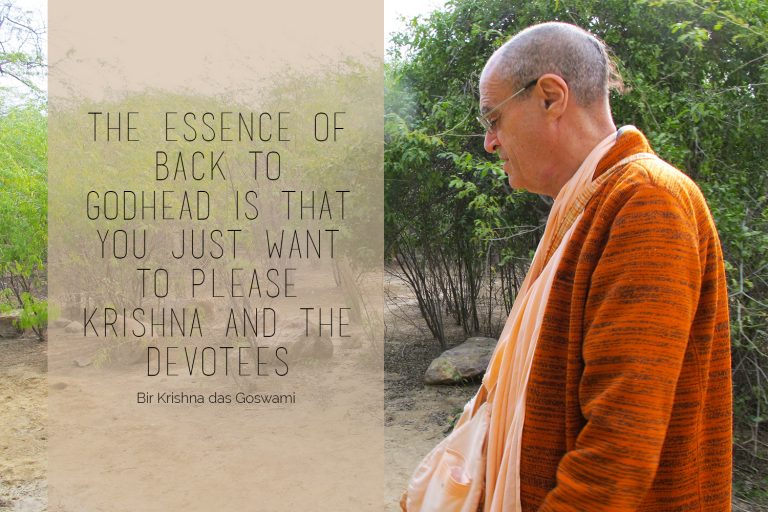 THE ESSENCE OF
BACK TO
GODHEAD IS THAT
YOU JUST WANT
TO PLEASE
KRISHNA AND THE
DEVOTEES
Bir Krishna das Goswami